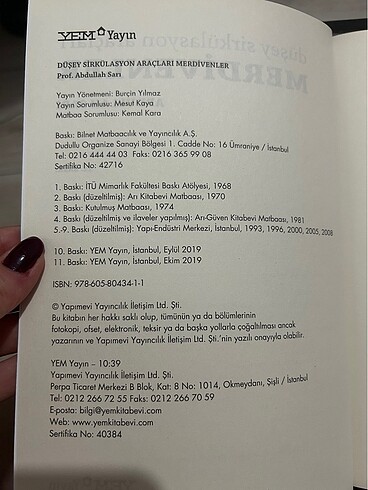 YEM Yayın
DÜŞEY SİRKÜLASYON ARAÇLARI MERDİVENLER
Prof. Abdullah Sarı
Yayın Yönetmeni: Burçin Yılmaz
Yayın Sorumlusu: Mesut Kaya
Matbaa Sorumlusu: Kemal Kara
Baskı: Bilnet Matbaacılık ve Yayıncılık A.Ş.
Dudullu Organize Sanayi Bölgesi 1. Cadde No: 16 Ümraniye / İstanbul
Tel: 0216 444 44 03 Faks: 0216 365 99 08
Sertifika No: 42716
1. Baskı: İTÜ Mimarlık Fakültesi Baskı Atölyesi, 1968
2. Baskı (düzeltilmiş): Arı Kitabevi Matbaası, 1970
3. Baskı: Kutulmuş Matbaası, 1974
4. Baskı (düzeltilmiş ve ilaveler yapılmış): Arı-Güven Kitabevi Matbaası, 1981
5.-9. Baskı (düzeltilmiş): Yapı-Endüstri Merkezi, İstanbul, 1993, 1996, 2000, 2005, 2008
10. Baskı: YEM Yayın, İstanbul, Eylül 2019
11. Baskı: YEM Yayın, İstanbul, Ekim 2019
ISBN: 978-605-80434-1-1
© Yapımevi Yayıncılık İletişim Ltd. Şti.
Bu kitabın her hakkı saklı olup, tümünün ya da bölümlerinin
fotokopi, ofset, elektronik, teksir ya da başka yollarla çoğaltılması ancak
yazarının ve Yapımevi Yayıncılık İletişim Ltd. Şti.'nin yazılı onayıyla olabilir.
YEM Yayın – 10:39
Yapımevi Yayıncılık İletişim Ltd. Şti.
Perpa Ticaret Merkezi B Blok, Kat: 8 No: 1014, Okmeydanı, Şişli / İstanbul
Tel: 0212 266 72 55 Faks: 0212 266 70 59
E-posta: bilgi@yemkitabevi.com
Web: www.yemkitabevi.com
Sertifika No: 40384